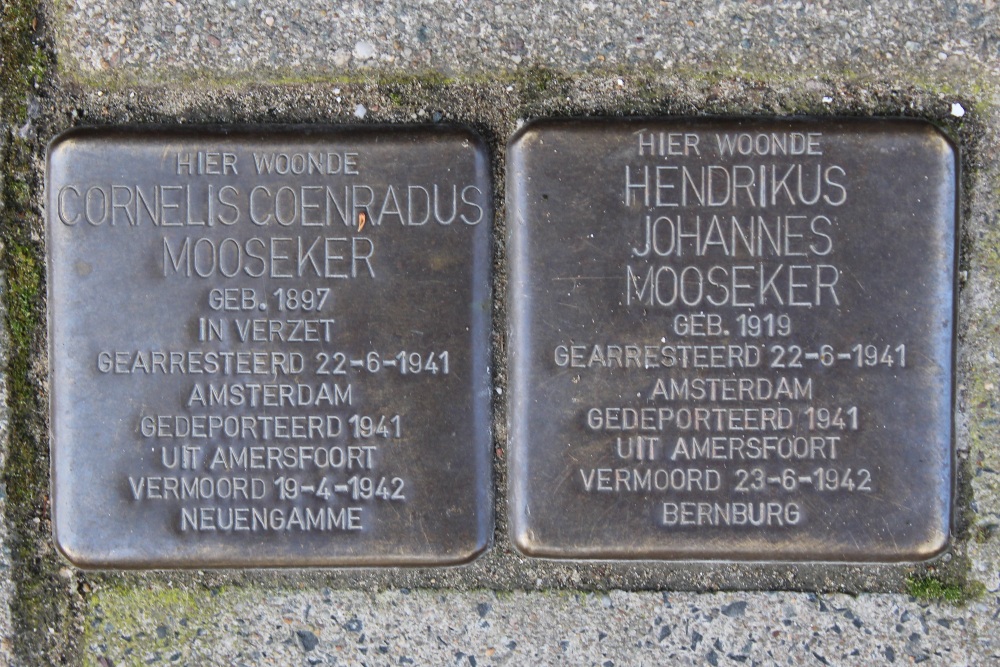 HIER WOONDE
CORNELIS COENRADUS
MOOSEKER
GEB. 1897
IN VERZET
GEARRESTEERD 22-6-1941
AMSTERDAM
GEDEPORTEERD 1941
UIT AMERSFOORT
VERMOORD 19-4-1942
NEUENGAMME
HIER WOONDE
HENDRIKUS
JOHANNES
MOOSEKER
GEB. 1919
GEARRESTEERD 22-6-1941
AMSTERDAM
GEDEPORTEERD 1941
UIT AMERSFOORT
VERMOORD 23-6-1942
BERNBURG